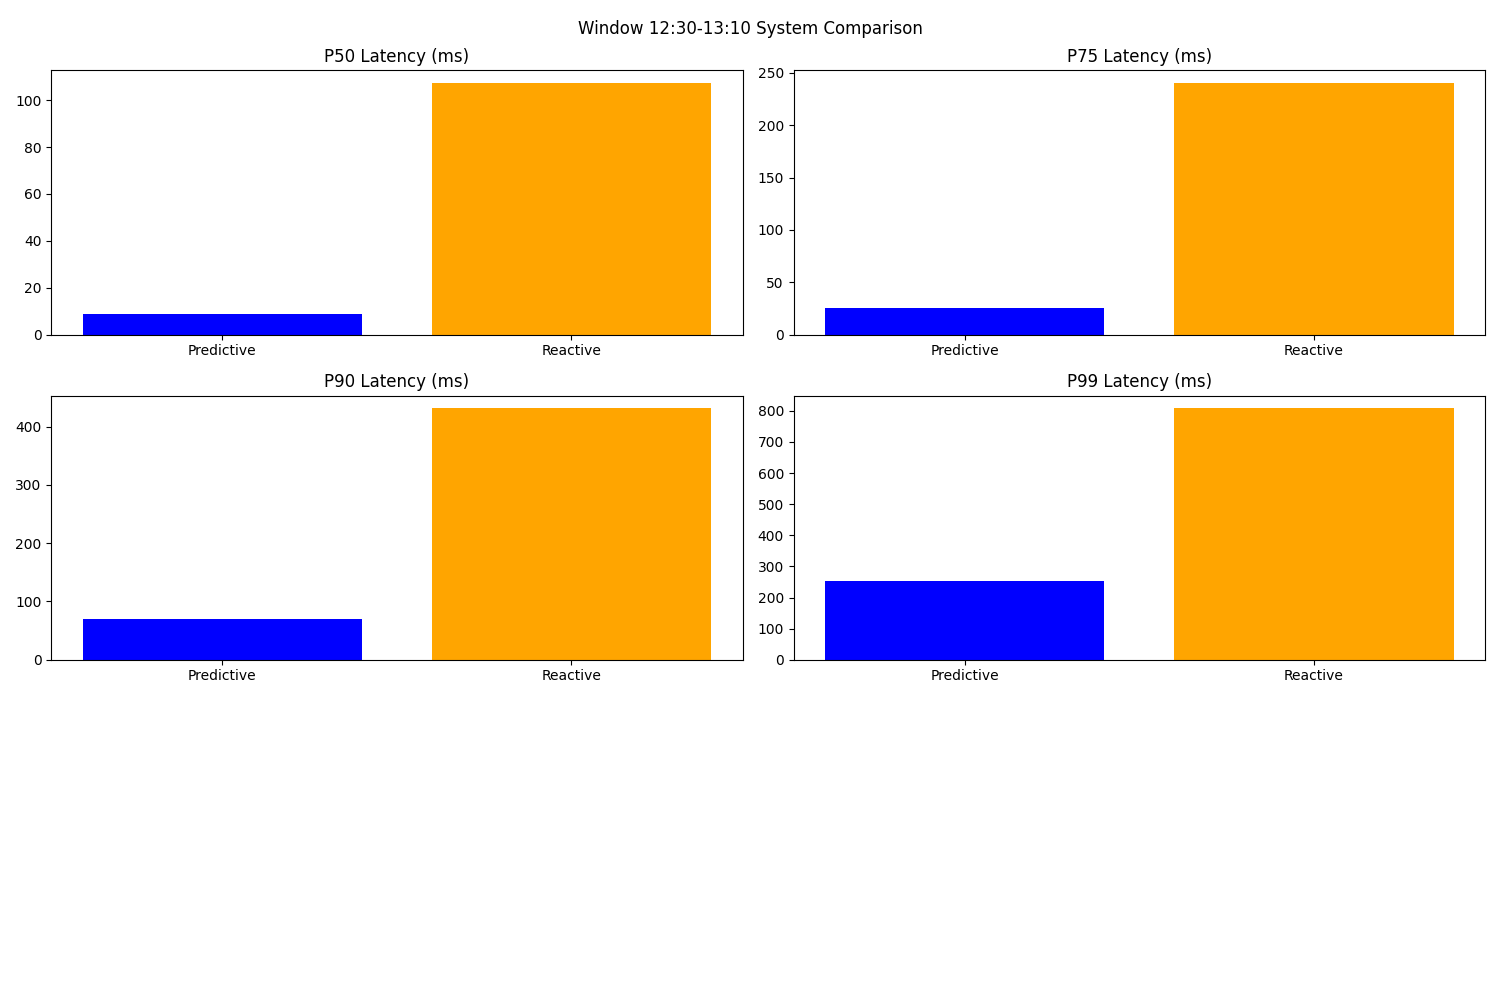 Window 12:30-13:10 System Comparison
P50 Latency (ms)
100
80
60
40
20
0
Predictive
Reactive
P75 Latency (ms)
250
200
150
100
50
0
Predictive
Reactive
P90 Latency (ms)
400
300
200
100
0
Predictive
Reactive
P99 Latency (ms)
800
700
600
500
400
300
200
100
0
Predictive
Reactive